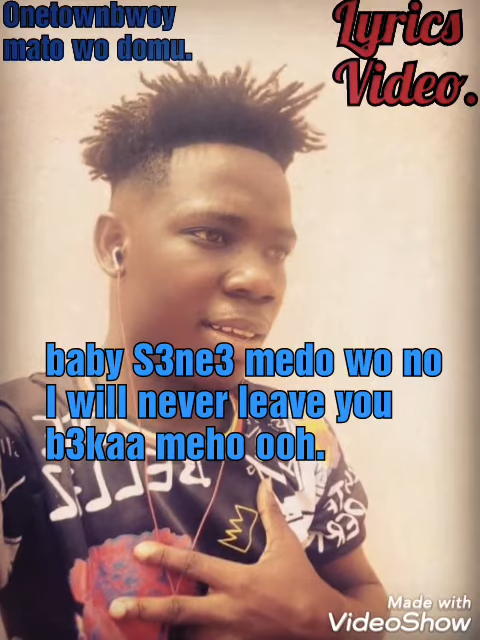 Onetownbwoy
mato wo domu.
Lyrics
Video.
baby S3ne3 medo wo no
I will never leave you
b3kaa meho ooh.
Made with
VideoShow